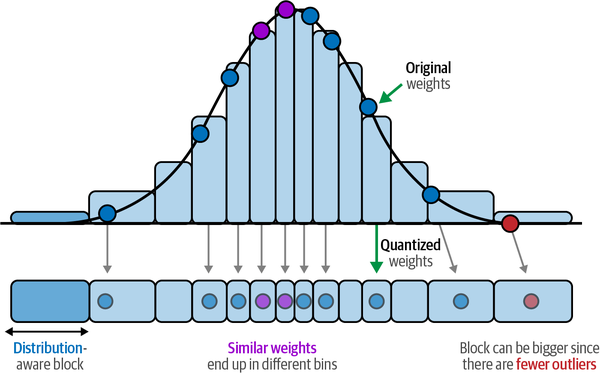 Original
weights
Quantized
weights
Distribution-
aware block
Similar weights
end up in different bins
Block can be bigger since
there are fewer outliers